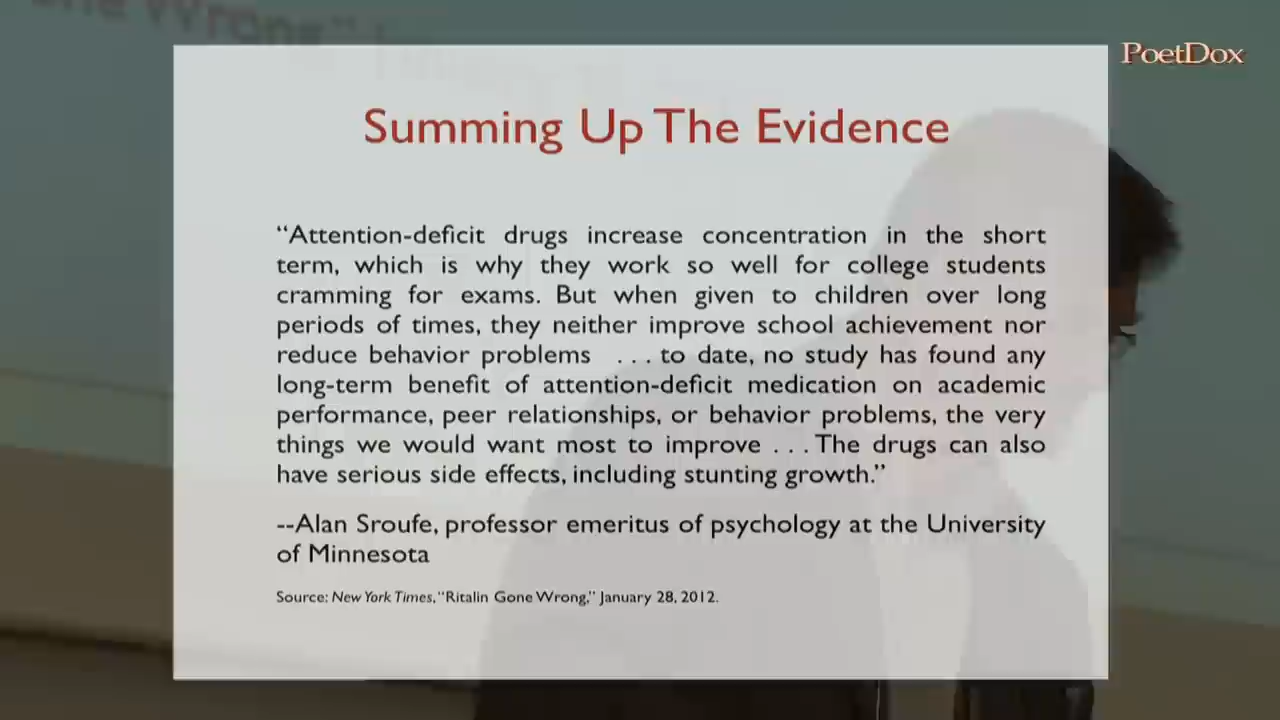 PoetDox
Summing Up The Evidence
“Attention-deficit drugs increase concentration in the short
term, which is why they work so well for college students
cramming for exams. But when given to children over long
periods of times, they neither improve school achievement nor
reduce behavior problems . . . to date, no study has found any
long-term benefit of attention-deficit medication on academic
performance, peer relationships, or behavior problems, the very
things we would want most to improve . . . The drugs can also
have serious side effects, including stunting growth.”
--Alan Sroufe, professor emeritus of psychology at the University
of Minnesota
Source: New York Times, “Ritalin Gone Wrong,” January 28, 2012.